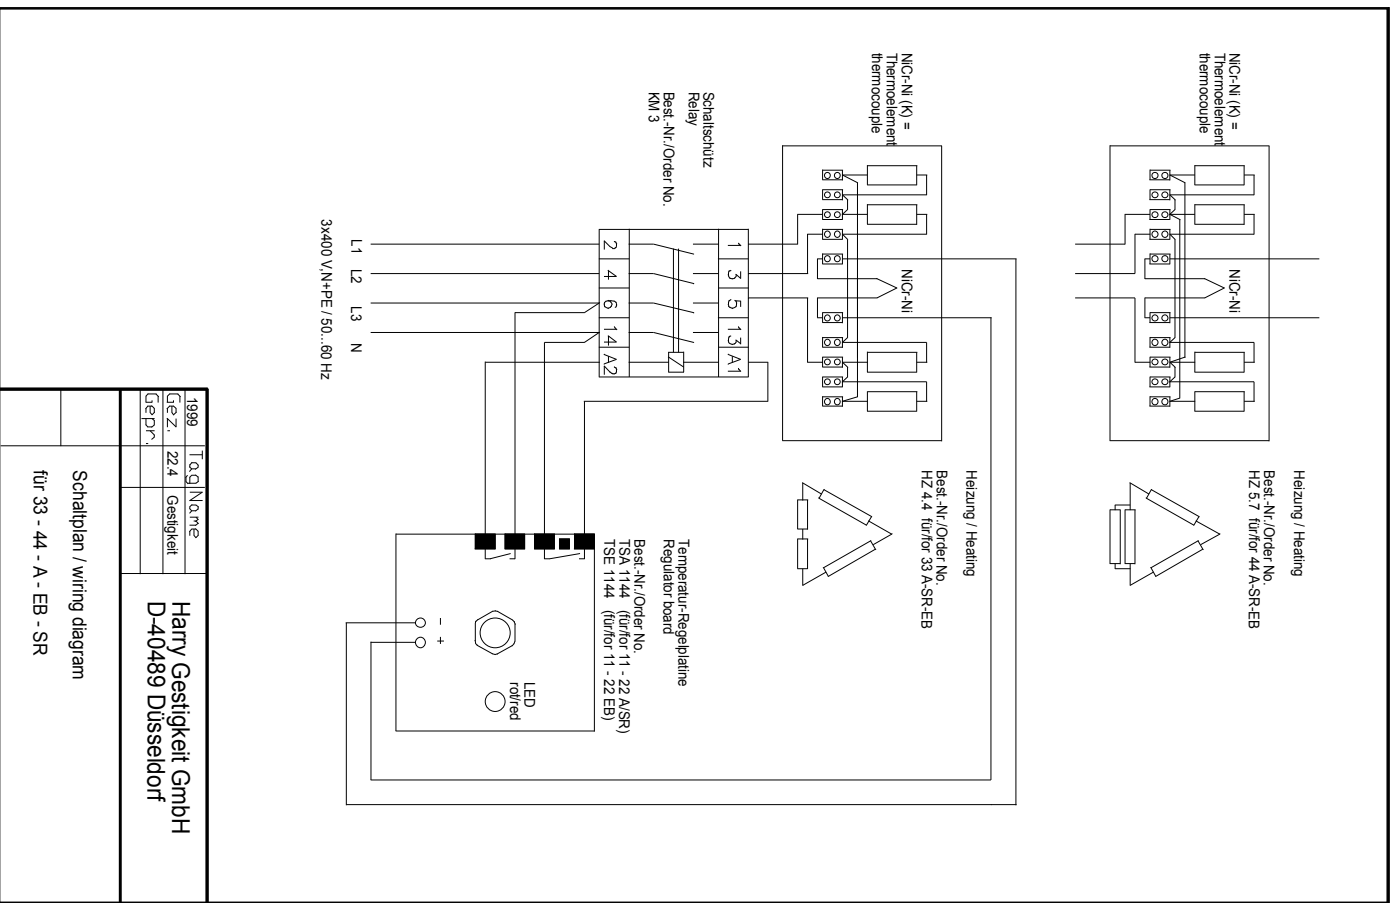 NiCr-Ni (K) =
Thermoelement
thermocouple
NiCr-Ni
Heizung / Heating
Best.-Nr./Order No.
HZ 5.7 für/for 44 A-SR-EB
NiCr-Ni (K) =
Thermoelement
thermocouple
NiCr-Ni
Heizung / Heating
Best.-Nr./Order No.
HZ 4.4 für/for 33 A-SR-EB
Schaltschütz
Relay
Best.-Nr./Order No.
KM 3
1 3 5 13 A1
2 4 6 14 A2
L1 L2 L3 N
3x400 V,N+PE / 50...60 Hz
Temperatur-Regelplatine
Regulator board
Best.-Nr./Order No.
TSA 1144 (für/for 11 - 22 A/SR)
TSE 1144 (für/for 11 - 22 EB)
LED
rot/red
- +
1999 Tag Name
Gez. 22.4 Gestigkeit
Gepr.
Harry Gestigkeit GmbH
D-40489 Düsseldorf
Schaltplan / wiring diagram
für 33 - 44 - A - EB - SR